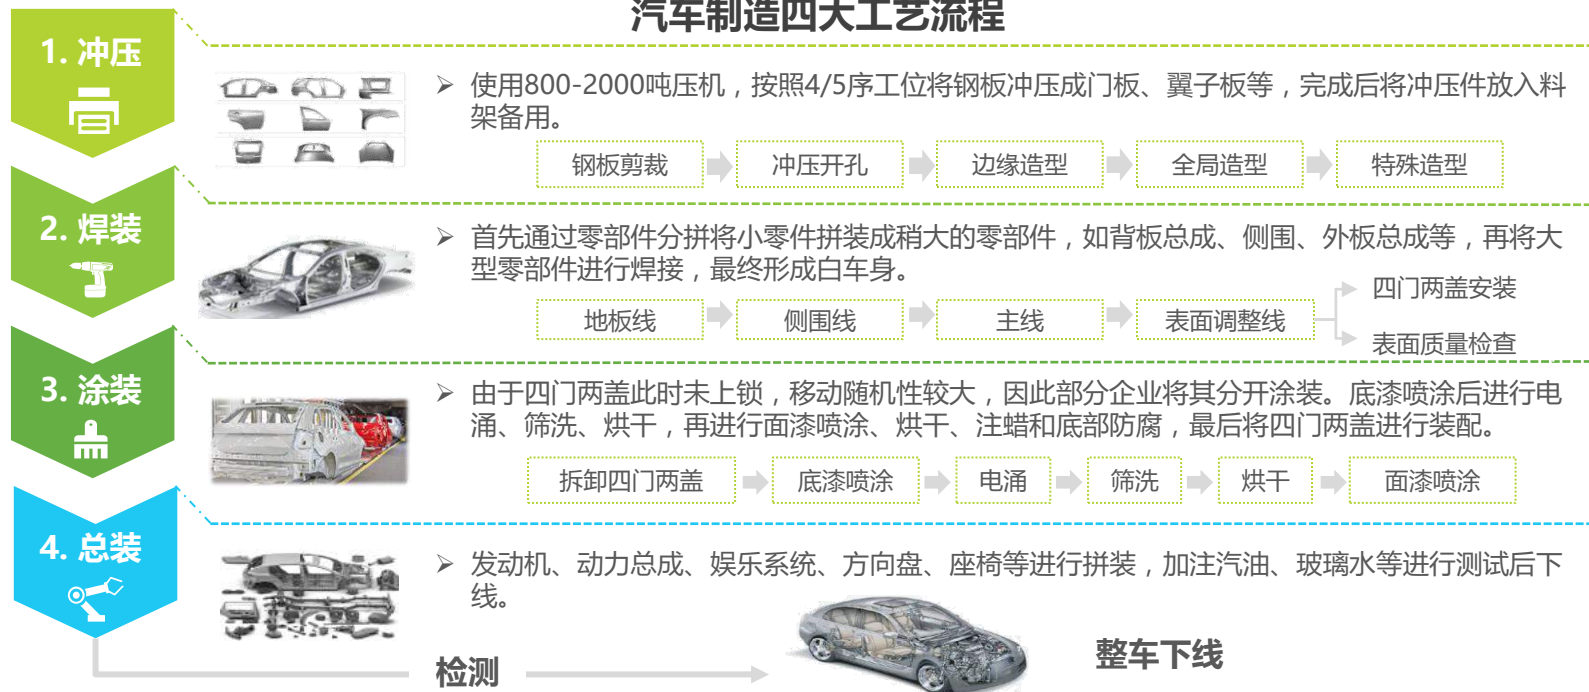 汽车制造四大工艺流程
1. 冲压
使用800-2000吨压机，按照4/5序工位将钢板冲压成门板、翼子板等，完成后将冲压件放入料
架备用。
钢板剪裁
冲压开孔
边缘造型
全局造型
特殊造型
2. 焊装
首先通过零部件分拼将小零件拼装成稍大的零部件，如背板总成、侧围、外板总成等，再将大
型零部件进行焊接，最终形成白车身。
地板线
侧围线
主线
表面调整线
四门两盖安装
表面质量检查
3. 涂装
由于四门两盖此时未上锁，移动随机性较大，因此部分企业将其分开涂装。底漆喷涂后进行电
涌、筛洗、烘干，再进行面漆喷涂、烘干、注蜡和底部防腐，最后将四门两盖进行装配。
拆卸四门两盖
底漆喷涂
电涌
筛洗
烘干
面漆喷涂
4. 总装
发动机、动力总成、娱乐系统、方向盘、座椅等进行拼装，加注汽油、玻璃水等进行测试后下
线。
检测
整车下线